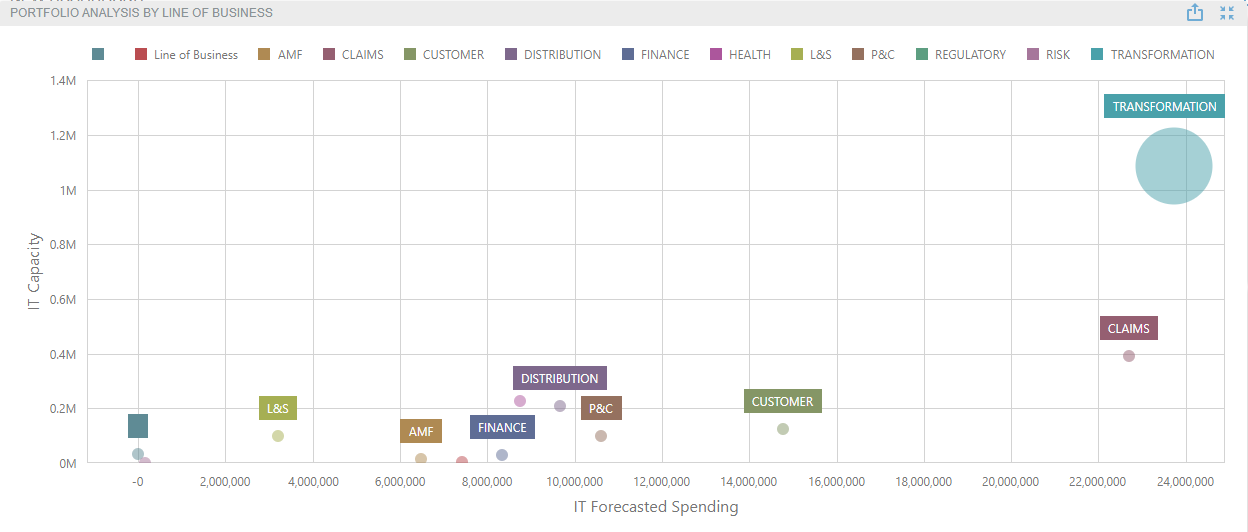 PORTFOLIO ANALYSIS BY LINE OF BUSINESS
Line of Business AMF CLAIMS CUSTOMER DISTRIBUTION FINANCE HEALTH L&S P&C REGULATORY RISK TRANSFORMATION
1.4M
TRANSFORMATION
1.2M
1M
0.8M
IT Capacity
0.6M
CLAIMS
0.4M
DISTRIBUTION
CUSTOMER
L&S
P&C
0.2M
FINANCE
AMF
0M
-0 2,000,000 4,000,000 6,000,000 8,000,000 10,000,000 12,000,000 14,000,000 16,000,000 18,000,000 20,000,000 22,000,000 24,000,000
IT Forecasted Spending